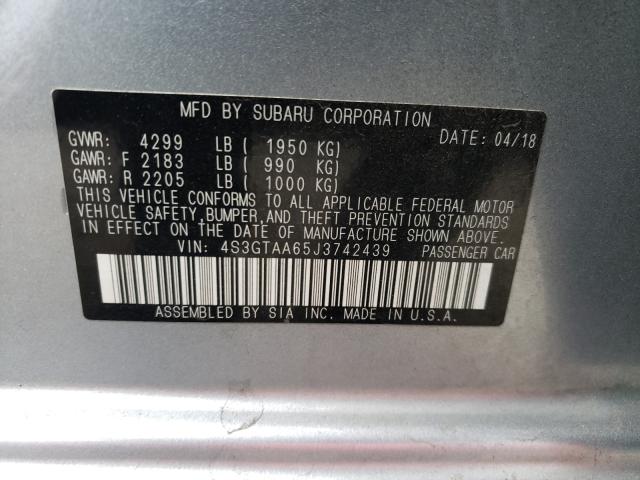 MFD BY SUBARU CORPORATION
GVWR: 4299 LB ( 1950 KG) DATE: 04/18
GAWR: F 2183 LB ( 990 KG)
GAWR: R 2205 LB ( 1000 KG)
THIS VEHICLE CONFORMS TO ALL APPLICABLE FEDERAL MOTOR
VEHICLE SAFETY, BUMPER, AND THEFT PREVENTION STANDARDS
IN EFFECT ON THE DATE OF MANUFACTURE SHOWN ABOVE.
VIN: 4S3GTAA65J3742439 PASSENGER CAR
ASSEMBLED BY SIA INC. MADE IN U.S.A.